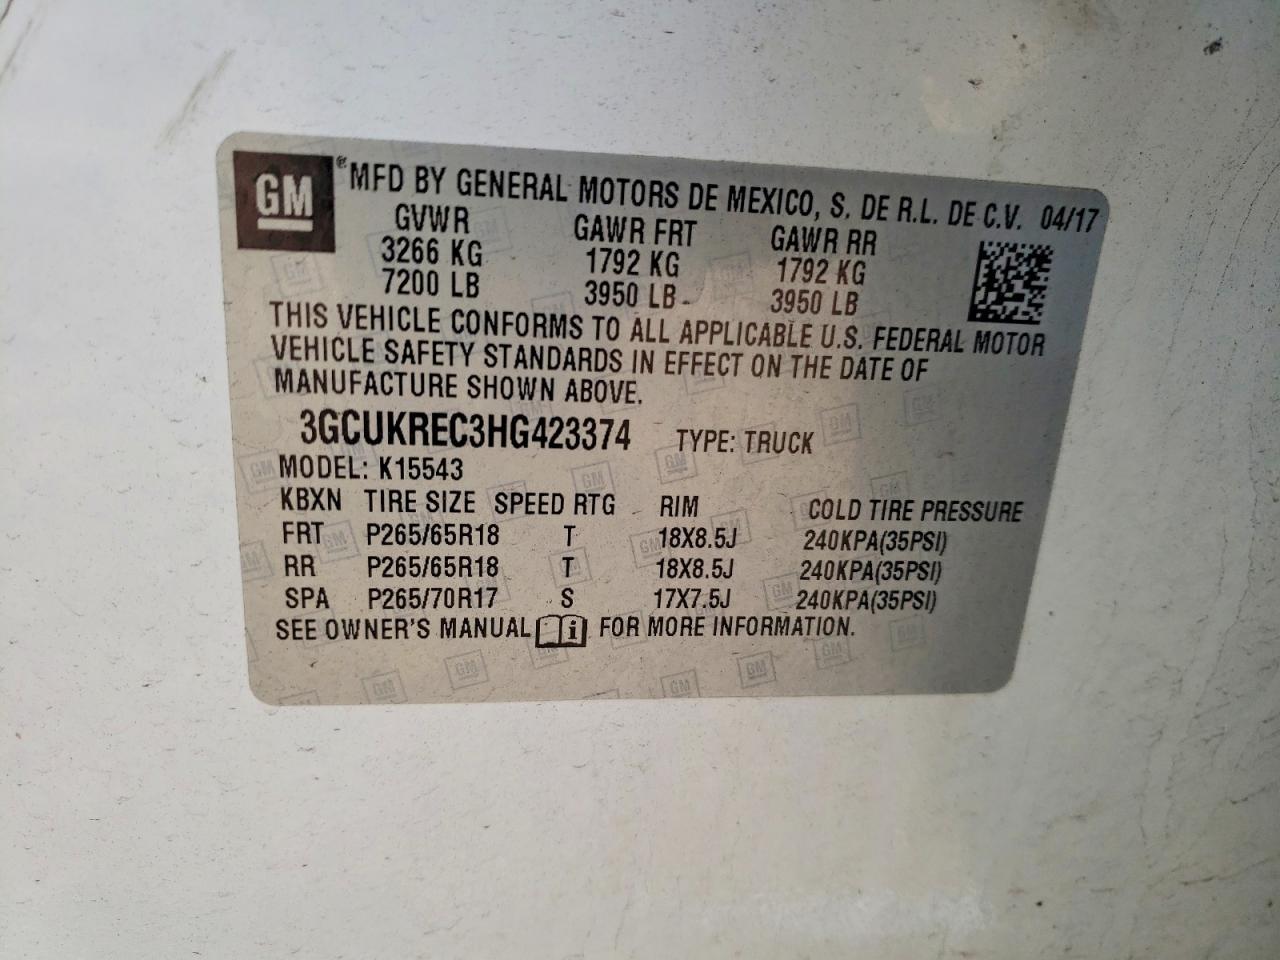 GM ® MFD BY GENERAL MOTORS DE MEXICO, S. DE R.L. DE C.V. 04/17
GVWR GAWR FRT GAWR RR
3266 KG 1792 KG 1792 KG
7200 LB 3950 LB 3950 LB
THIS VEHICLE CONFORMS TO ALL APPLICABLE U.S. FEDERAL MOTOR
VEHICLE SAFETY STANDARDS IN EFFECT ON THE DATE OF
MANUFACTURE SHOWN ABOVE.
3GCUKREC3HG423374 TYPE: TRUCK
MODEL: K15543
KBXN TIRE SIZE SPEED RTG RIM COLD TIRE PRESSURE
FRT P265/65R18 T 18X8.5J 240KPA(35PSI)
RR P265/65R18 T 18X8.5J 240KPA(35PSI)
SPA P265/70R17 S 17X7.5J 240KPA(35PSI)
SEE OWNER'S MANUAL i FOR MORE INFORMATION.